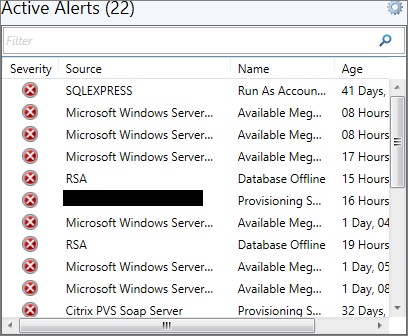 Active Alerts (22)
Filter
Severity Source Name Age
SQLEXPRESS Run As Accoun... 41 Days,
Microsoft Windows Server... Available Meg... 08 Hours
Microsoft Windows Server... Available Meg... 08 Hours
Microsoft Windows Server... Available Meg... 17 Hours
RSA Database Offline 15 Hours
Provisioning S... 16 Hours
Microsoft Windows Server... Available Meg... 1 Day, 04
RSA Database Offline 19 Hours
Microsoft Windows Server... Available Meg... 1 Day, 05
Microsoft Windows Server... Available Meg... 1 Day, 08
Citrix PVS Soap Server Provisioning S... 32 Days,